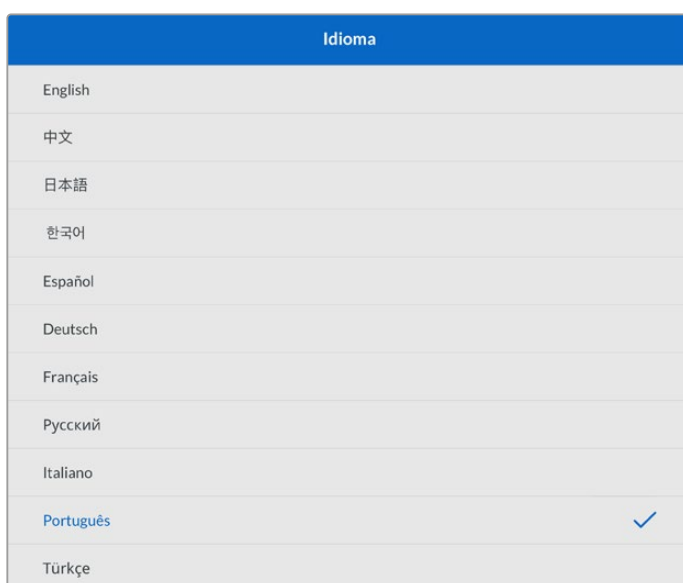 Idioma
English
中文
日本語
한국어
Español
Deutsch
Français
Русский
Italiano
Português
Türkçe